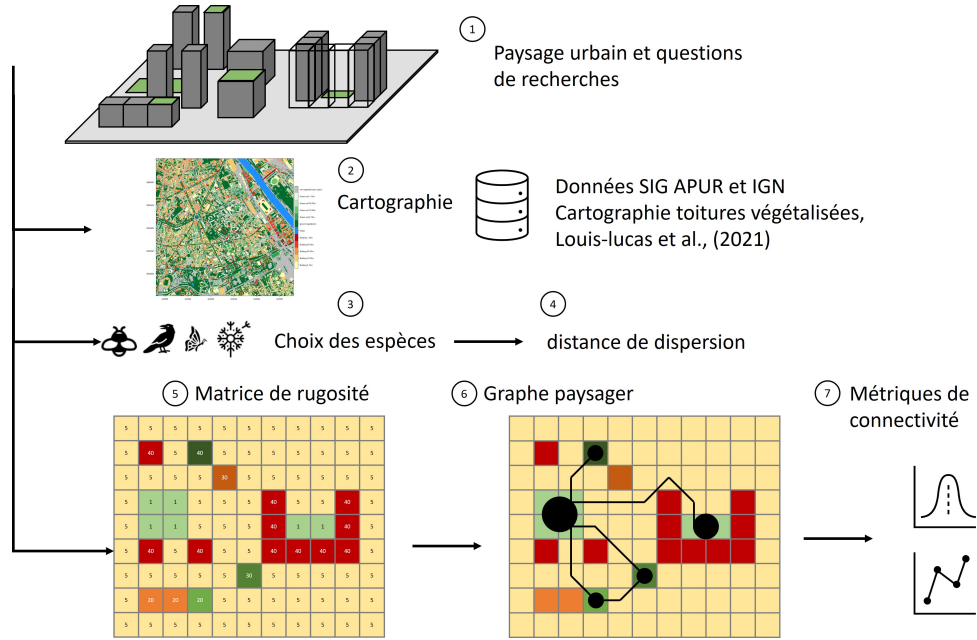 1
Paysage urbain et questions
de recherches
2
Cartographie
Données SIG APUR et IGN
Cartographie toitures végétalisées,
Louis-lucas et al., (2021)
3
Choix des espèces
4
distance de dispersion
5
Matrice de rugosité
6
Graphe paysager
7
Métriques de
connectivité
5 5 5 5 5 5 5 5 5 5 5
5 40 5 40 5 5 5 5 5 5 5
5 5 5 5 30 5 5 5 5 5 5
5 1 1 5 5 5 40 5 5 40 5
5 1 1 5 5 5 40 1 1 40 5
5 40 5 40 5 5 40 40 40 40 5
5 5 5 5 5 30 5 5 5 5 5
5 20 20 20 5 5 5 5 5 5 5
5 5 5 5 5 5 5 5 5 5 5